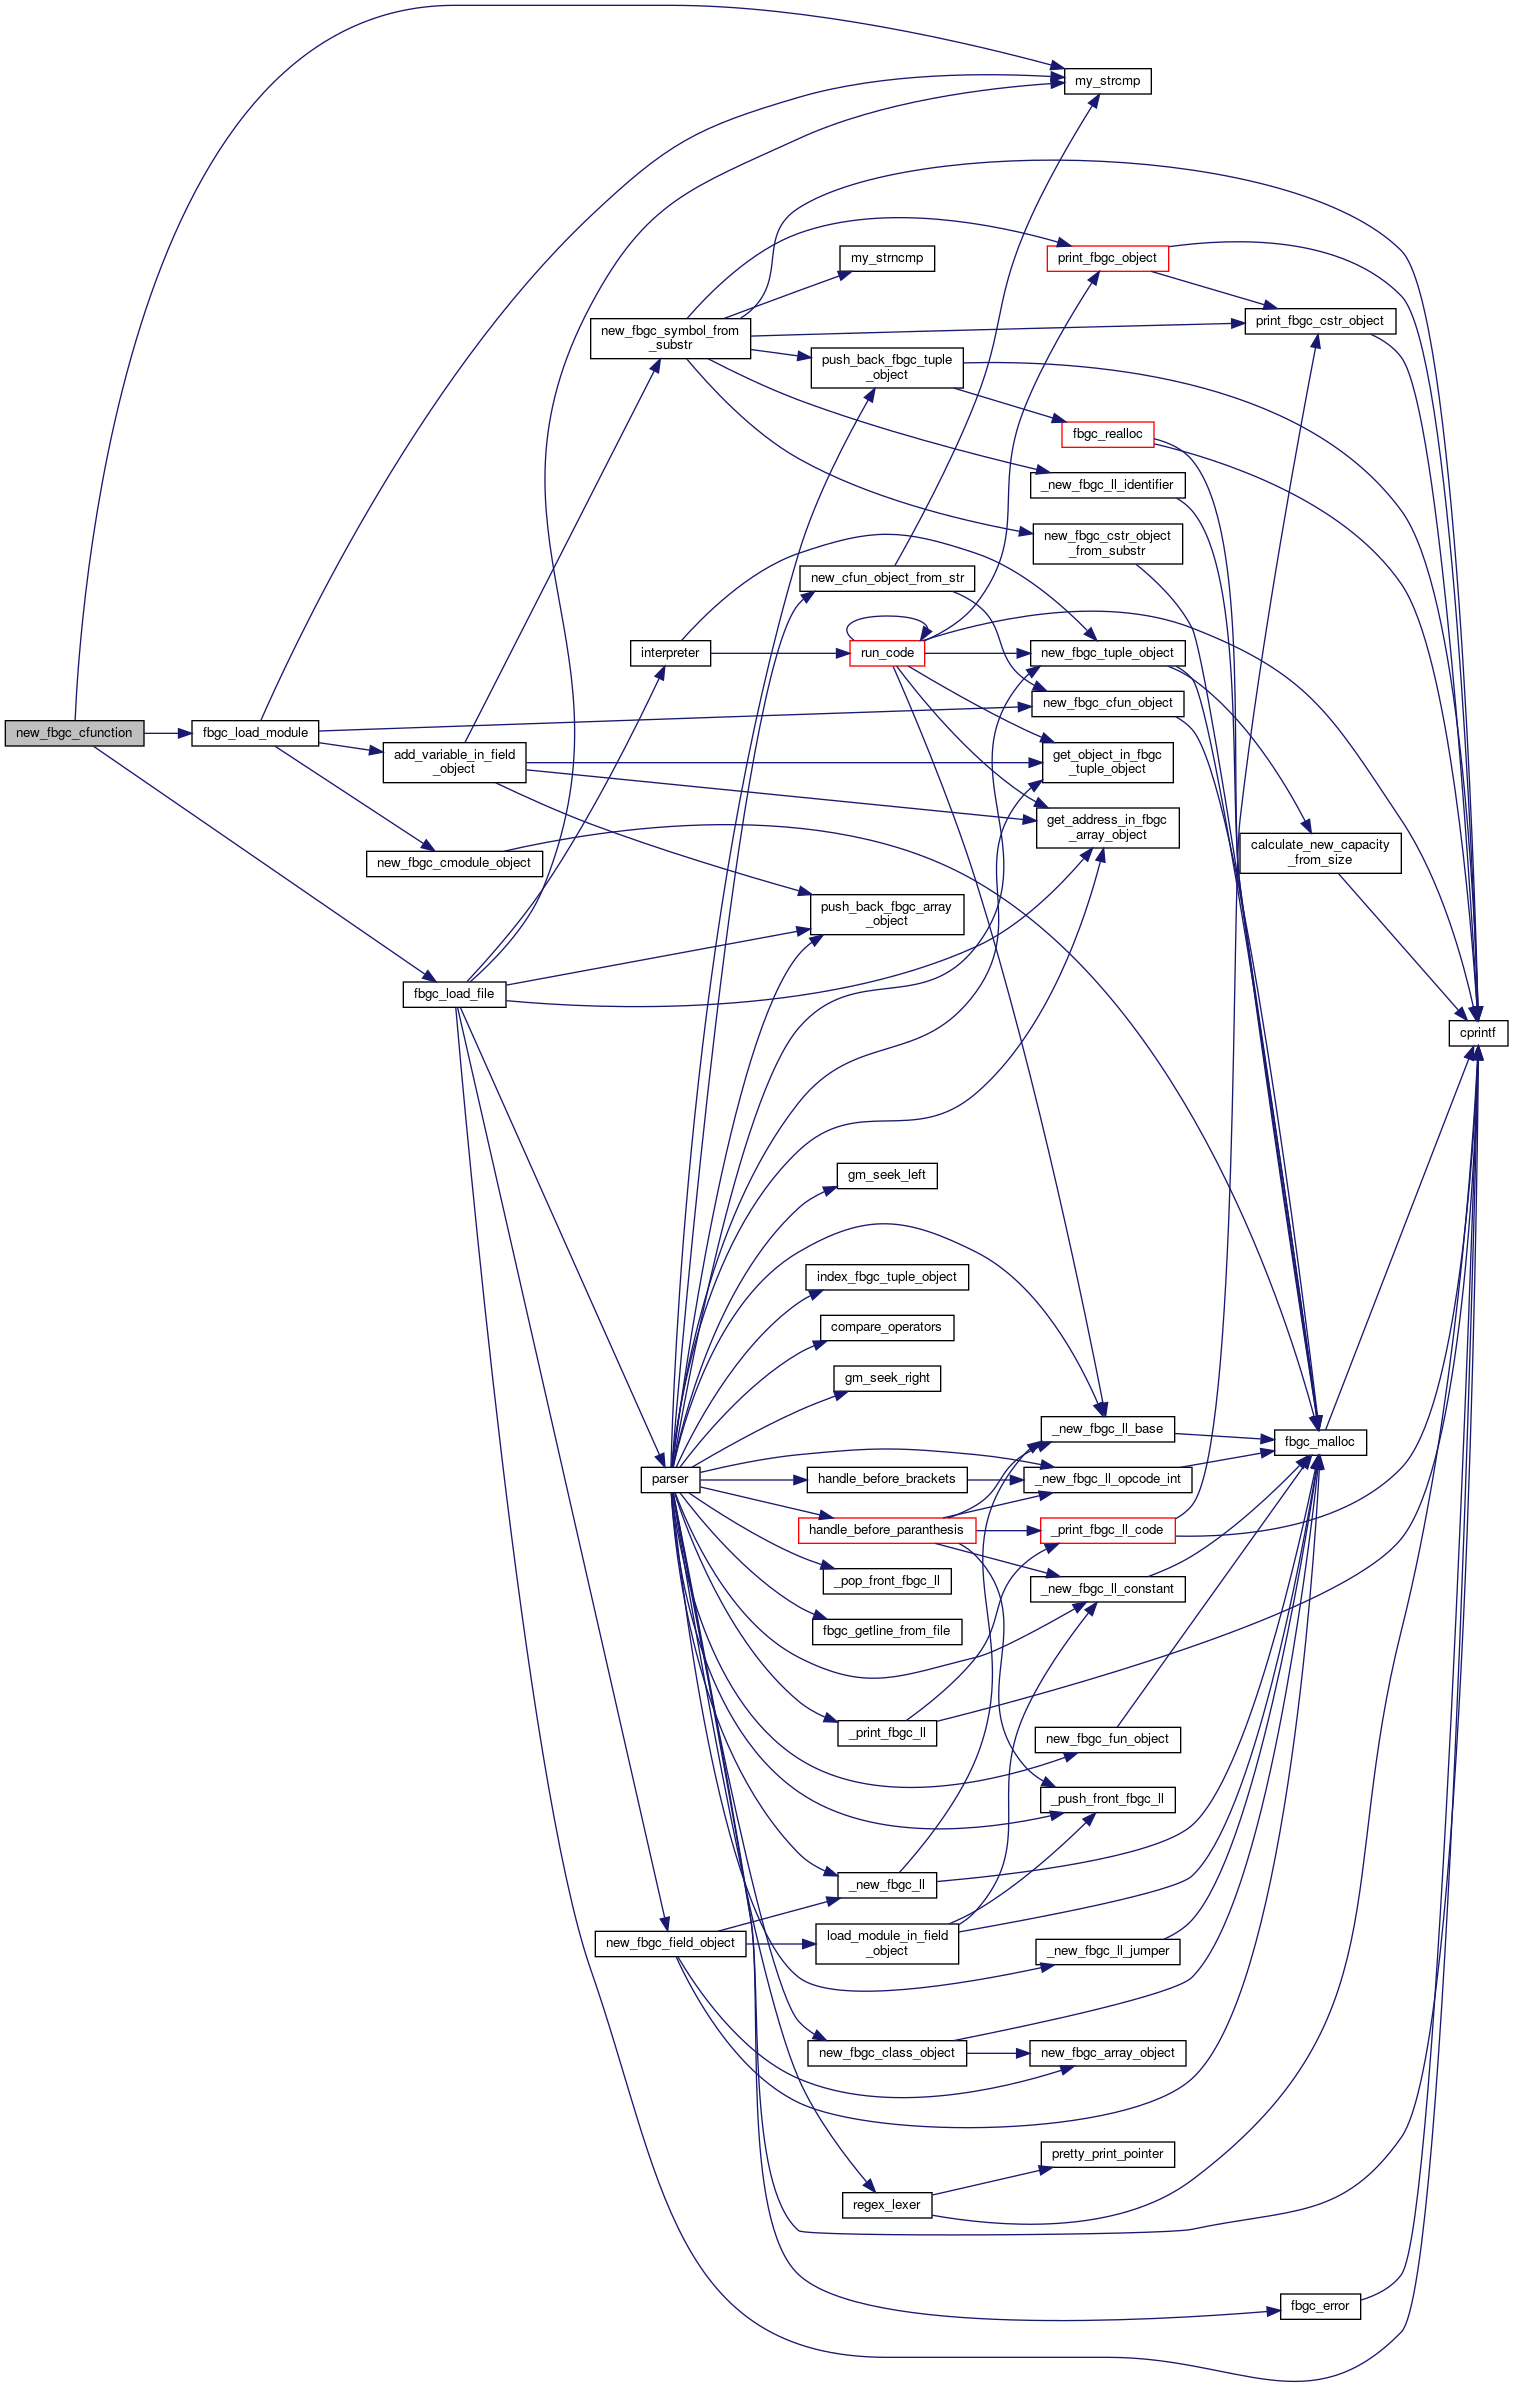 my_strcmp
my_strncmp
print_fbgc_object
print_fbgc_cstr_object
new_fbgc_symbol_from
_substr
push_back_fbgc_tuple
_object
fbgc_realloc
_new_fbgc_ll_identifier
new_fbgc_cstr_object
_from_substr
new_cfun_object_from_str
interpreter
run_code
new_fbgc_tuple_object
new_fbgc_cfun_object
new_fbgc_cfunction
fbgc_load_module
add_variable_in_field
_object
get_object_in_fbgc
_tuple_object
get_address_in_fbgc
_array_object
calculate_new_capacity
_from_size
new_fbgc_cmodule_object
push_back_fbgc_array
_object
fbgc_load_file
cprintf
gm_seek_left
index_fbgc_tuple_object
compare_operators
gm_seek_right
_new_fbgc_ll_base
fbgc_malloc
parser
handle_before_brackets
_new_fbgc_ll_opcode_int
handle_before_paranthesis
_print_fbgc_ll_code
_pop_front_fbgc_ll
_new_fbgc_ll_constant
fbgc_getline_from_file
_print_fbgc_ll
new_fbgc_fun_object
_push_front_fbgc_ll
_new_fbgc_ll
new_fbgc_field_object
load_module_in_field
_object
_new_fbgc_ll_jumper
new_fbgc_class_object
new_fbgc_array_object
pretty_print_pointer
regex_lexer
fbgc_error